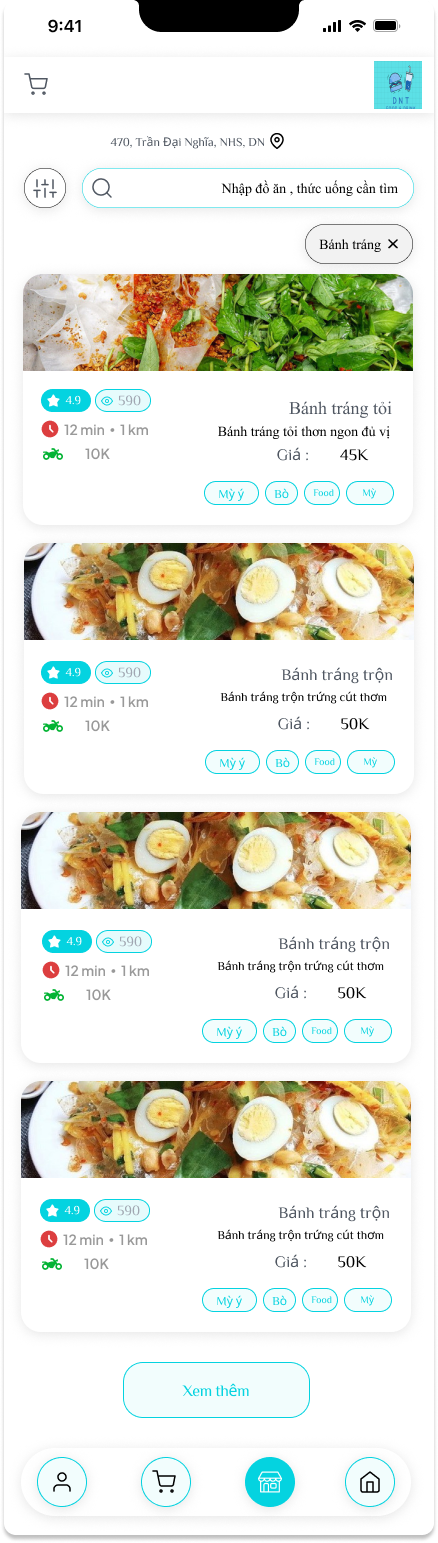 9:41
DNT
470, Trần Đại Nghĩa, NHS, DN
Nhập đồ ăn , thức uống cần tìm
Bánh tráng ✕
4.9 590
Bánh tráng tỏi
12 min • 1 km
Bánh tráng tỏi thơn ngon đủ vị
10K
Giá : 45K
Mỳ ý Bò Food Mỳ
4.9 590
Bánh tráng trộn
12 min • 1 km
Bánh tráng trộn trứng cút thơm
10K
Giá : 50K
Mỳ ý Bò Food Mỳ
4.9 590
Bánh tráng trộn
12 min • 1 km
Bánh tráng trộn trứng cút thơm
10K
Giá : 50K
Mỳ ý Bò Food Mỳ
4.9 590
Bánh tráng trộn
12 min • 1 km
Bánh tráng trộn trứng cút thơm
10K
Giá : 50K
Mỳ ý Bò Food Mỳ
Xem thêm